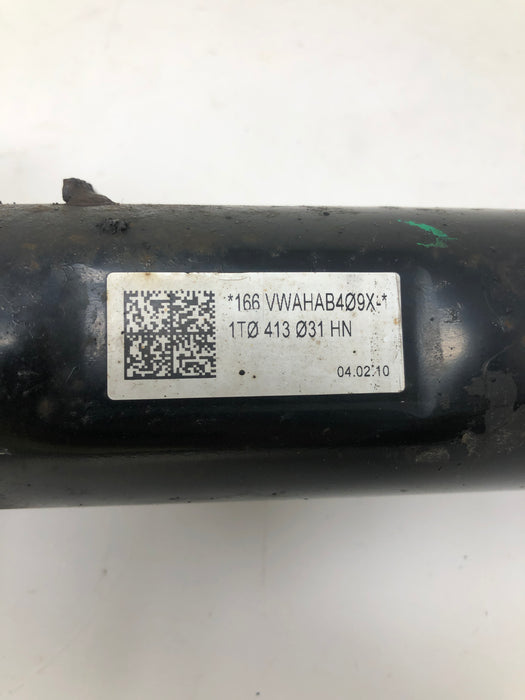 *166 VWAHAB4Ø9X-*
1TØ 413 Ø31 HN
04.02.10